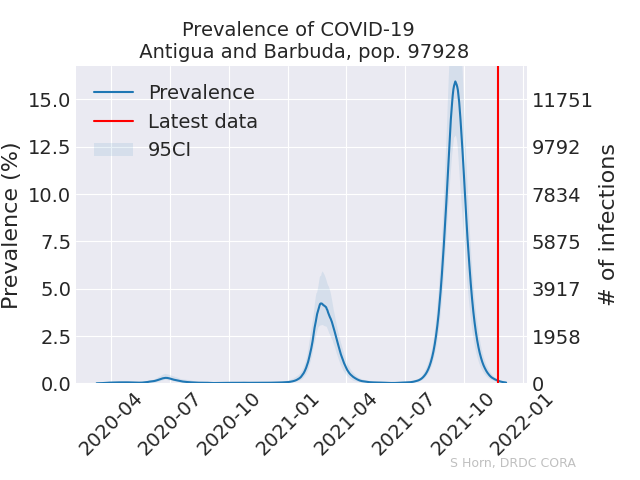 Prevalence of COVID-19
Antigua and Barbuda, pop. 97928
Prevalence
Latest data
95CI
Prevalence (%)
15.0
12.5
10.0
7.5
5.0
2.5
0.0
# of infections
11751
9792
7834
5875
3917
1958
0
2020-04
2020-07
2020-10
2021-01
2021-04
2021-07
2021-10
2022-01
S Horn, DRDC CORA